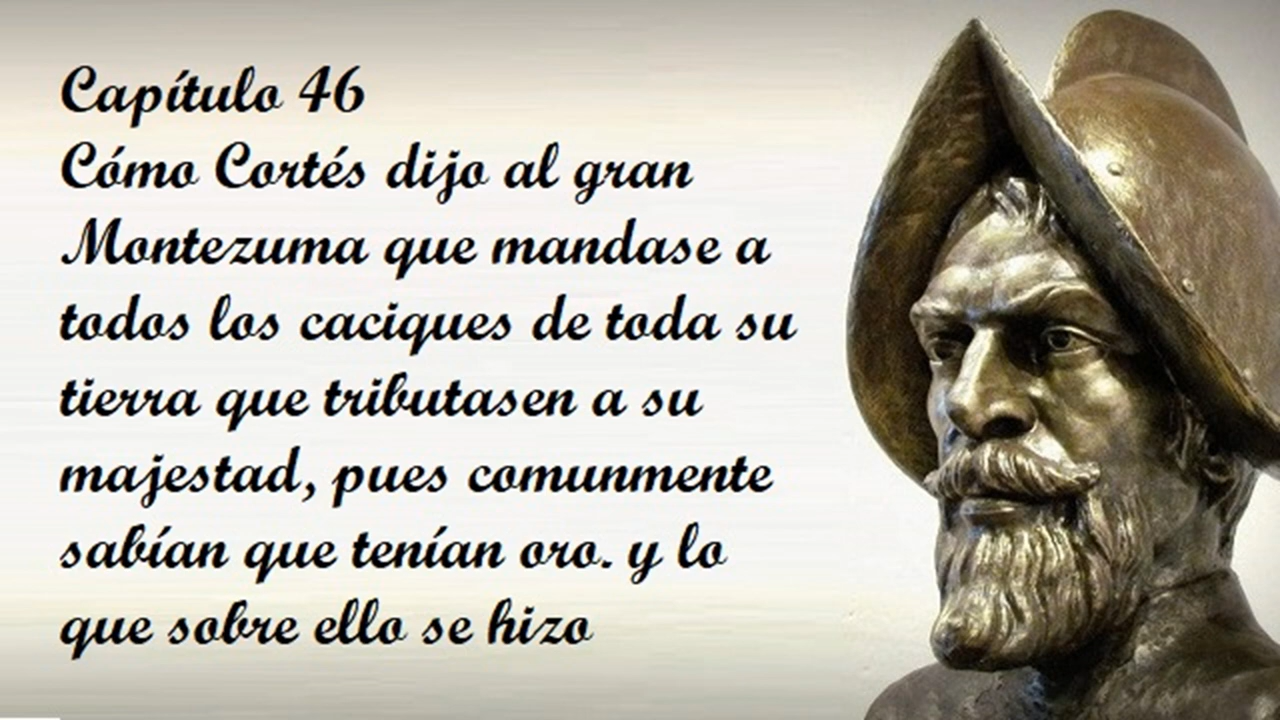 Capítulo 46
Cómo Cortés dijo al gran
Montezuma que mandase a
todos los caciques de toda su
tierra que tributasen a su
majestad, pues comunmente
sabían que tenían oro. y lo
que sobre ello se hizo